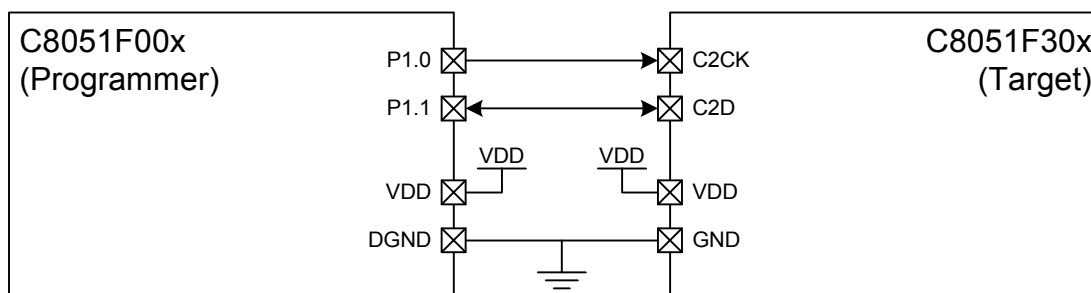 C8051F00x
(Programmer)
P1.0
P1.1
VDD
VDD
DGND
C8051F30x
(Target)
C2CK
C2D
VDD
VDD
GND